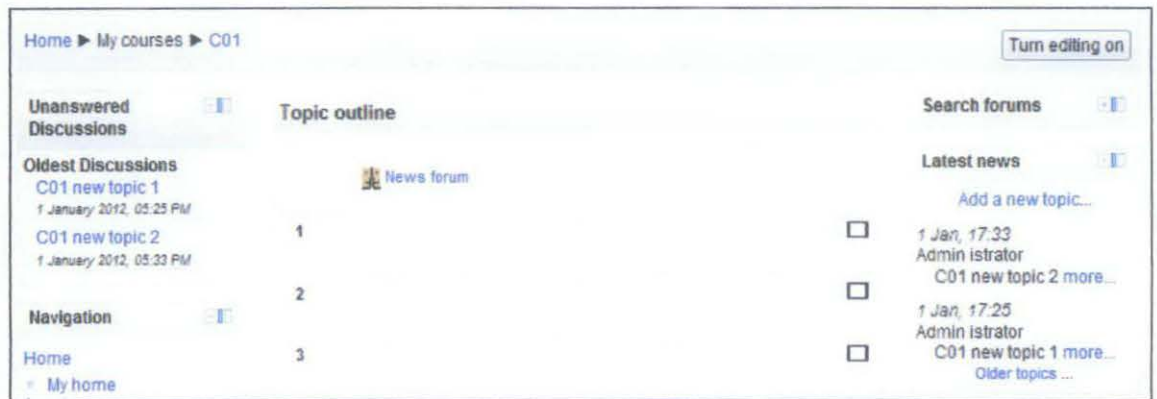 Home ► My courses ► C01
Turn editing on
Unanswered
Discussions
Oldest Discussions
C01 new topic 1
1 January 2012, 05:25 PM
C01 new topic 2
1 January 2012, 05:33 PM
Navigation
Home
My home
Topic outline
News forum
1
2
3
Search forums
Latest news
Add a new topic...
1 Jan, 17:33
Admin istrator
C01 new topic 2 more...
1 Jan, 17:25
Admin istrator
C01 new topic 1 more...
Older topics ...